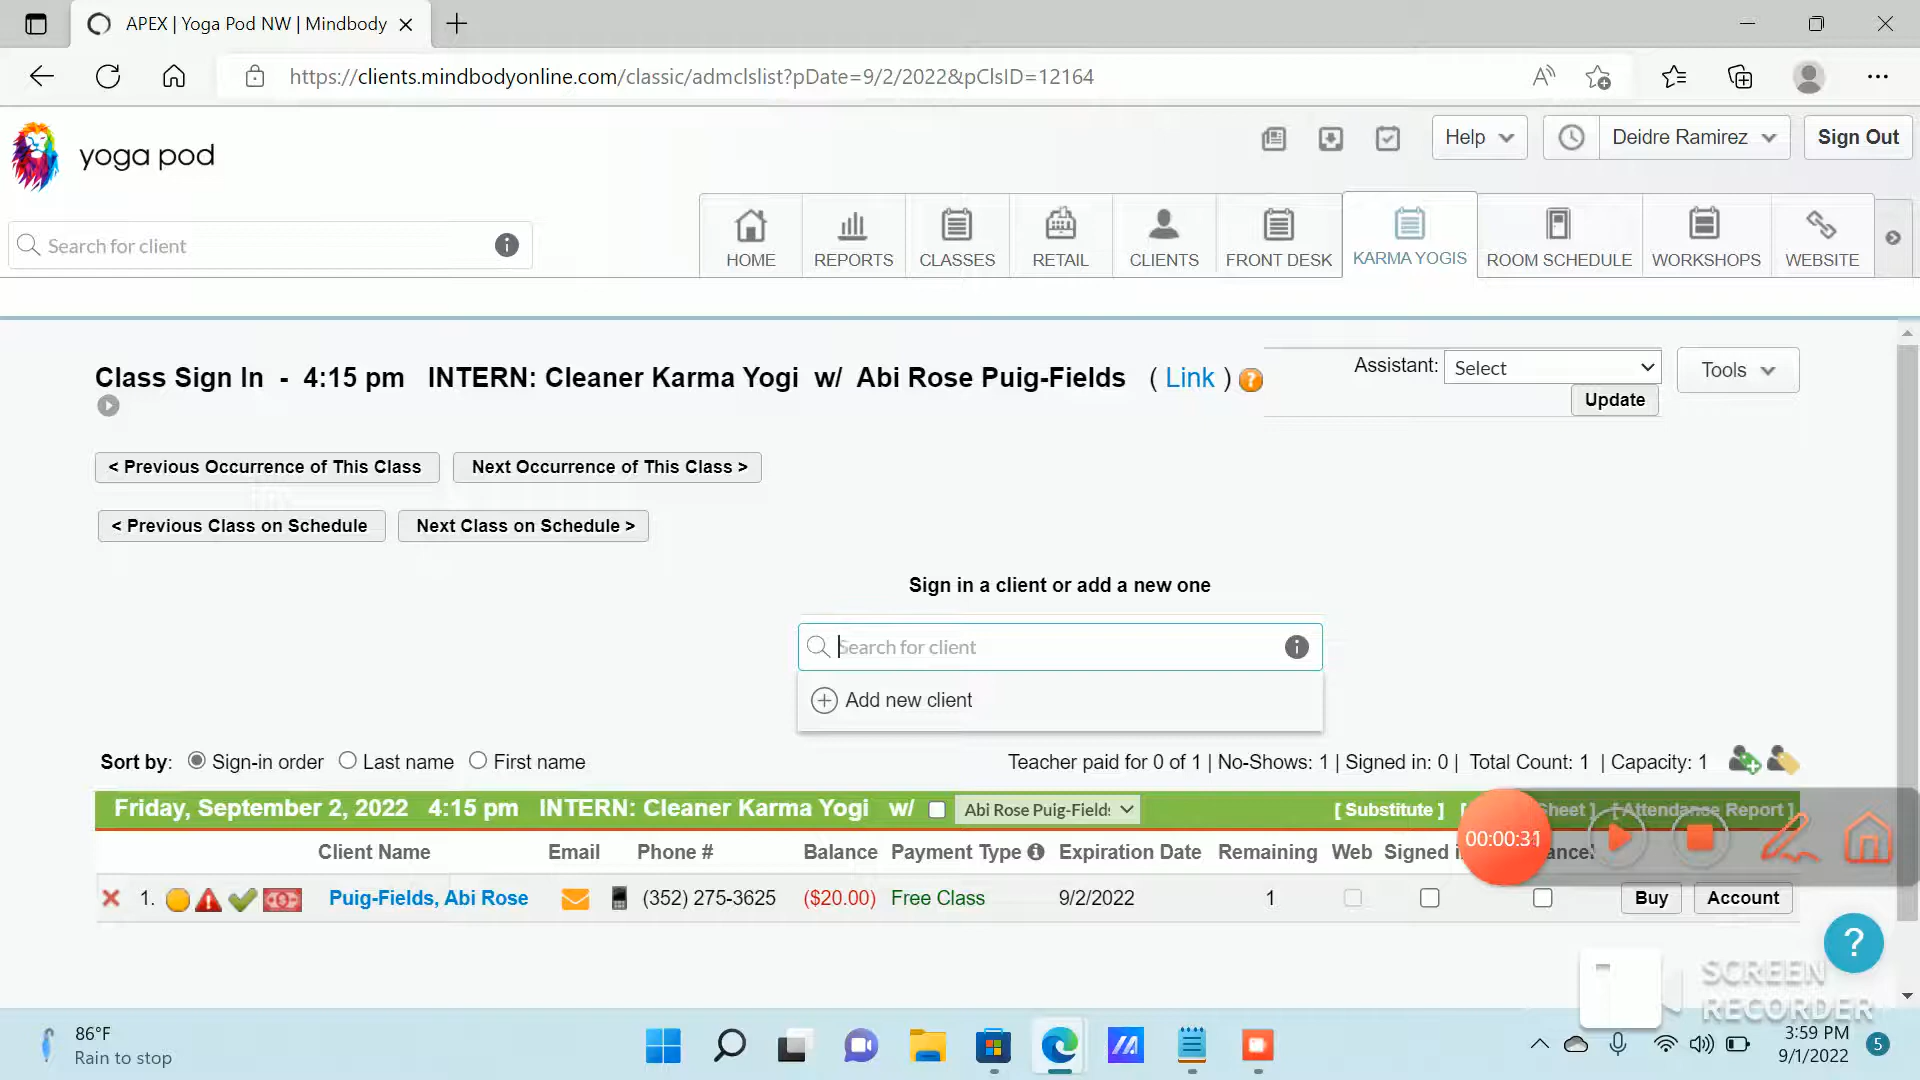 APEX | Yoga Pod NW | Mindbody
https://clients.mindbodyonline.com/classic/admclslist?pDate=9/2/2022&pClsID=12164
yoga pod
Help
Deidre Ramirez
Sign Out
Search for client
HOME
REPORTS
CLASSES
RETAIL
CLIENTS
FRONT DESK
KARMA YOGIS
ROOM SCHEDULE
WORKSHOPS
WEBSITE
Class Sign In - 4:15 pm INTERN: Cleaner Karma Yogi w/ Abi Rose Puig-Fields ( Link ) ?
Assistant: Select
Update
Tools
< Previous Occurrence of This Class
Next Occurrence of This Class >
< Previous Class on Schedule
Next Class on Schedule >
Sign in a client or add a new one
Search for client
Add new client
Sort by: Sign-in order Last name First name
Teacher paid for 0 of 1 | No-Shows: 1 | Signed in: 0 | Total Count: 1 | Capacity: 1
Friday, September 2, 2022 4:15 pm INTERN: Cleaner Karma Yogi w/ Abi Rose Puig-Fields [ Substitute ] [ Sheet ] [ Attendance Report ]
00:00:31
Client Name Email Phone # Balance Payment Type Expiration Date Remaining Web Signed
1. Puig-Fields, Abi Rose (352) 275-3625 ($20.00) Free Class 9/2/2022 1 Buy Account
?
SCREEN
RECORDER
86°F
Rain to stop
3:59 PM
9/1/2022
5